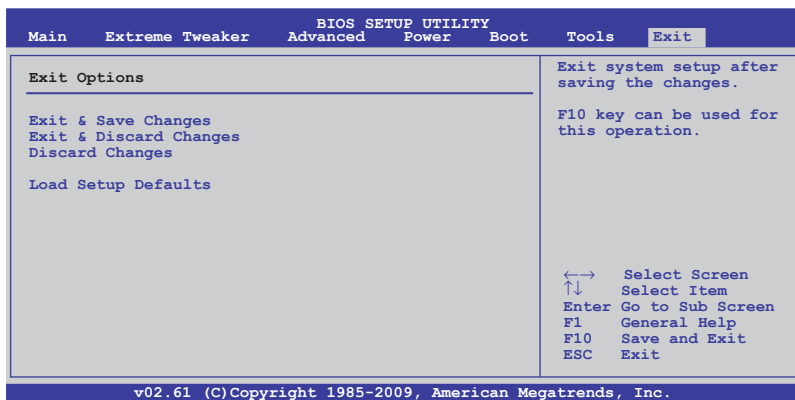 BIOS SETUP UTILITY
Main Extreme Tweaker Advanced Power Boot Tools Exit
Exit Options
Exit & Save Changes
Exit & Discard Changes
Discard Changes
Load Setup Defaults
Exit system setup after
saving the changes.
F10 key can be used for
this operation.
←→ Select Screen
↑↓ Select Item
Enter Go to Sub Screen
F1 General Help
F10 Save and Exit
ESC Exit
v02.61 (C)Copyright 1985-2009, American Megatrends, Inc.